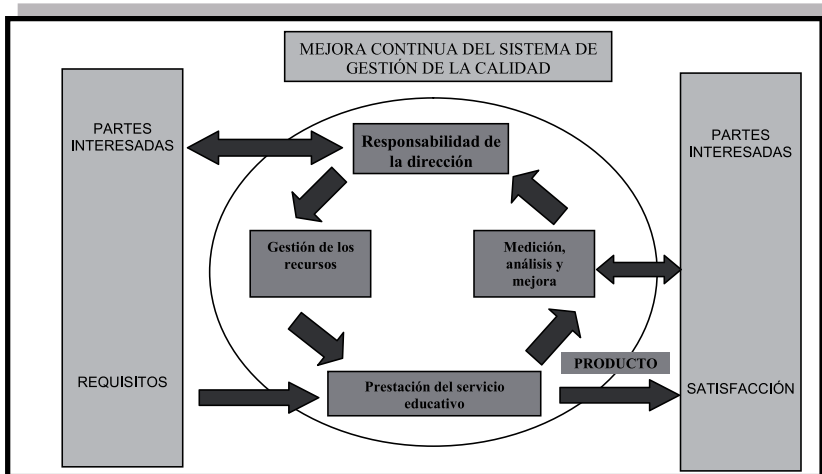 MEJORA CONTINUA DEL SISTEMA DE
GESTIÓN DE LA CALIDAD
PARTES
INTERESADAS
Responsabilidad de
la dirección
PARTES
INTERESADAS
Gestión de los
recursos
Medición,
análisis y
mejora
REQUISITOS
Prestación del servicio
educativo
PRODUCTO
SATISFACCIÓN